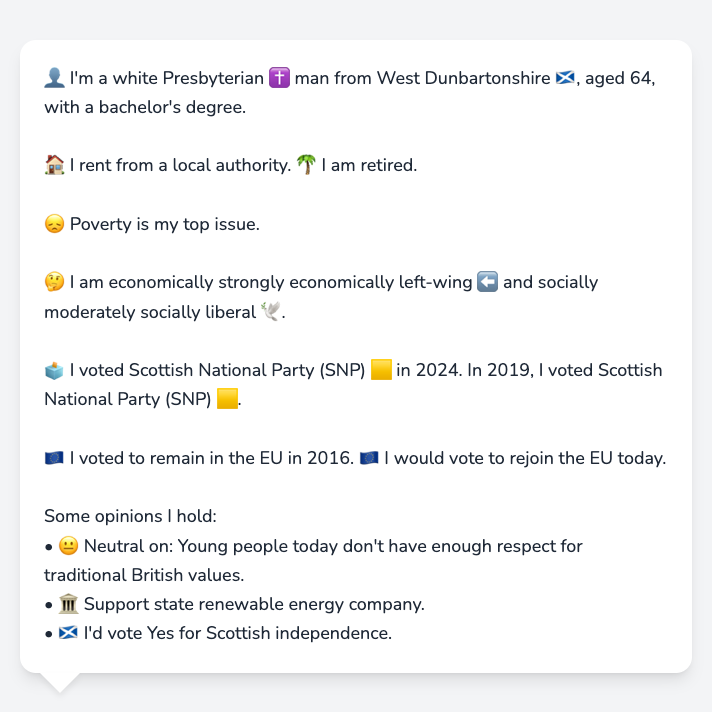 👤 I'm a white Presbyterian ✝️ man from West Dunbartonshire 🏴󠁧󠁢󠁳󠁣󠁴󠁿, aged 64,
with a bachelor's degree.
🏠 I rent from a local authority. 🌴 I am retired.
😞 Poverty is my top issue.
🤔 I am economically strongly economically left-wing ⬅️ and socially
moderately socially liberal 🕊️.
🗳️ I voted Scottish National Party (SNP) 🟨 in 2024. In 2019, I voted Scottish
National Party (SNP) 🟨.
🇪🇺 I voted to remain in the EU in 2016. 🇪🇺 I would vote to rejoin the EU today.
Some opinions I hold:
• 😐 Neutral on: Young people today don't have enough respect for
traditional British values.
• 🏛️ Support state renewable energy company.
• 🏴󠁧󠁢󠁳󠁣󠁴󠁿 I'd vote Yes for Scottish independence.